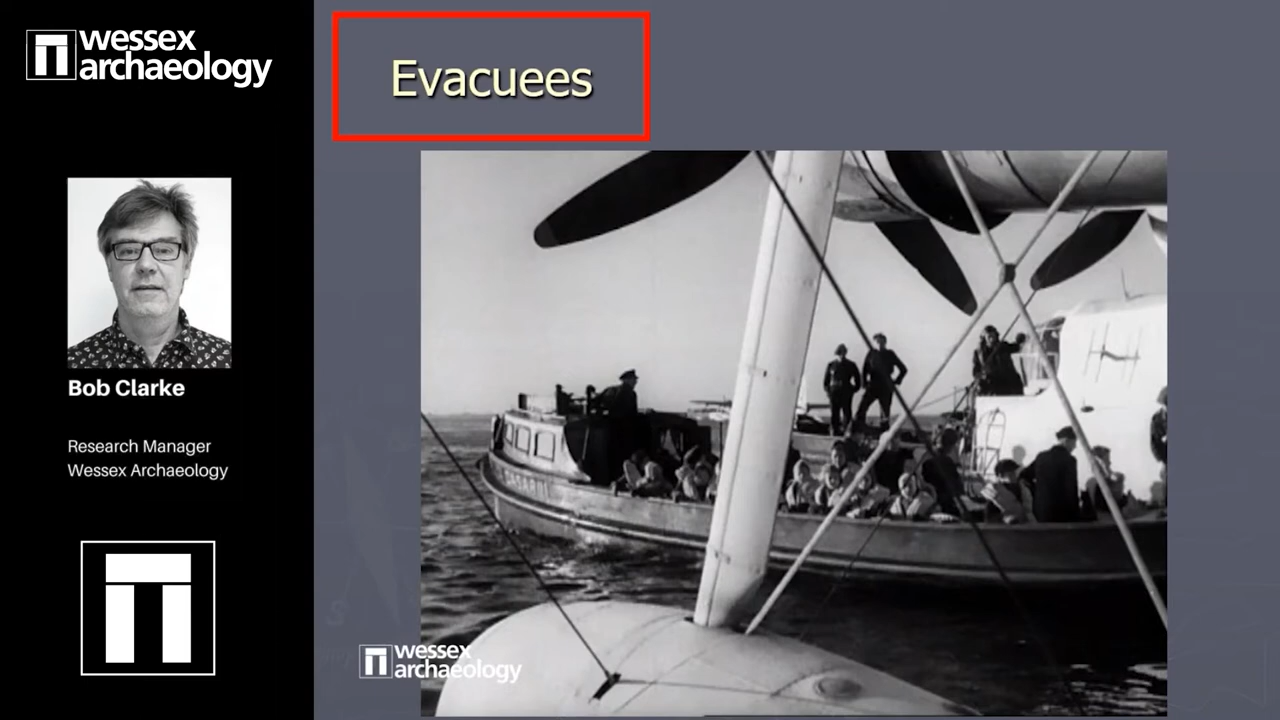 wessex
archaeology
Evacuees
Bob Clarke
Research Manager
Wessex Archaeology
wessex
archaeology